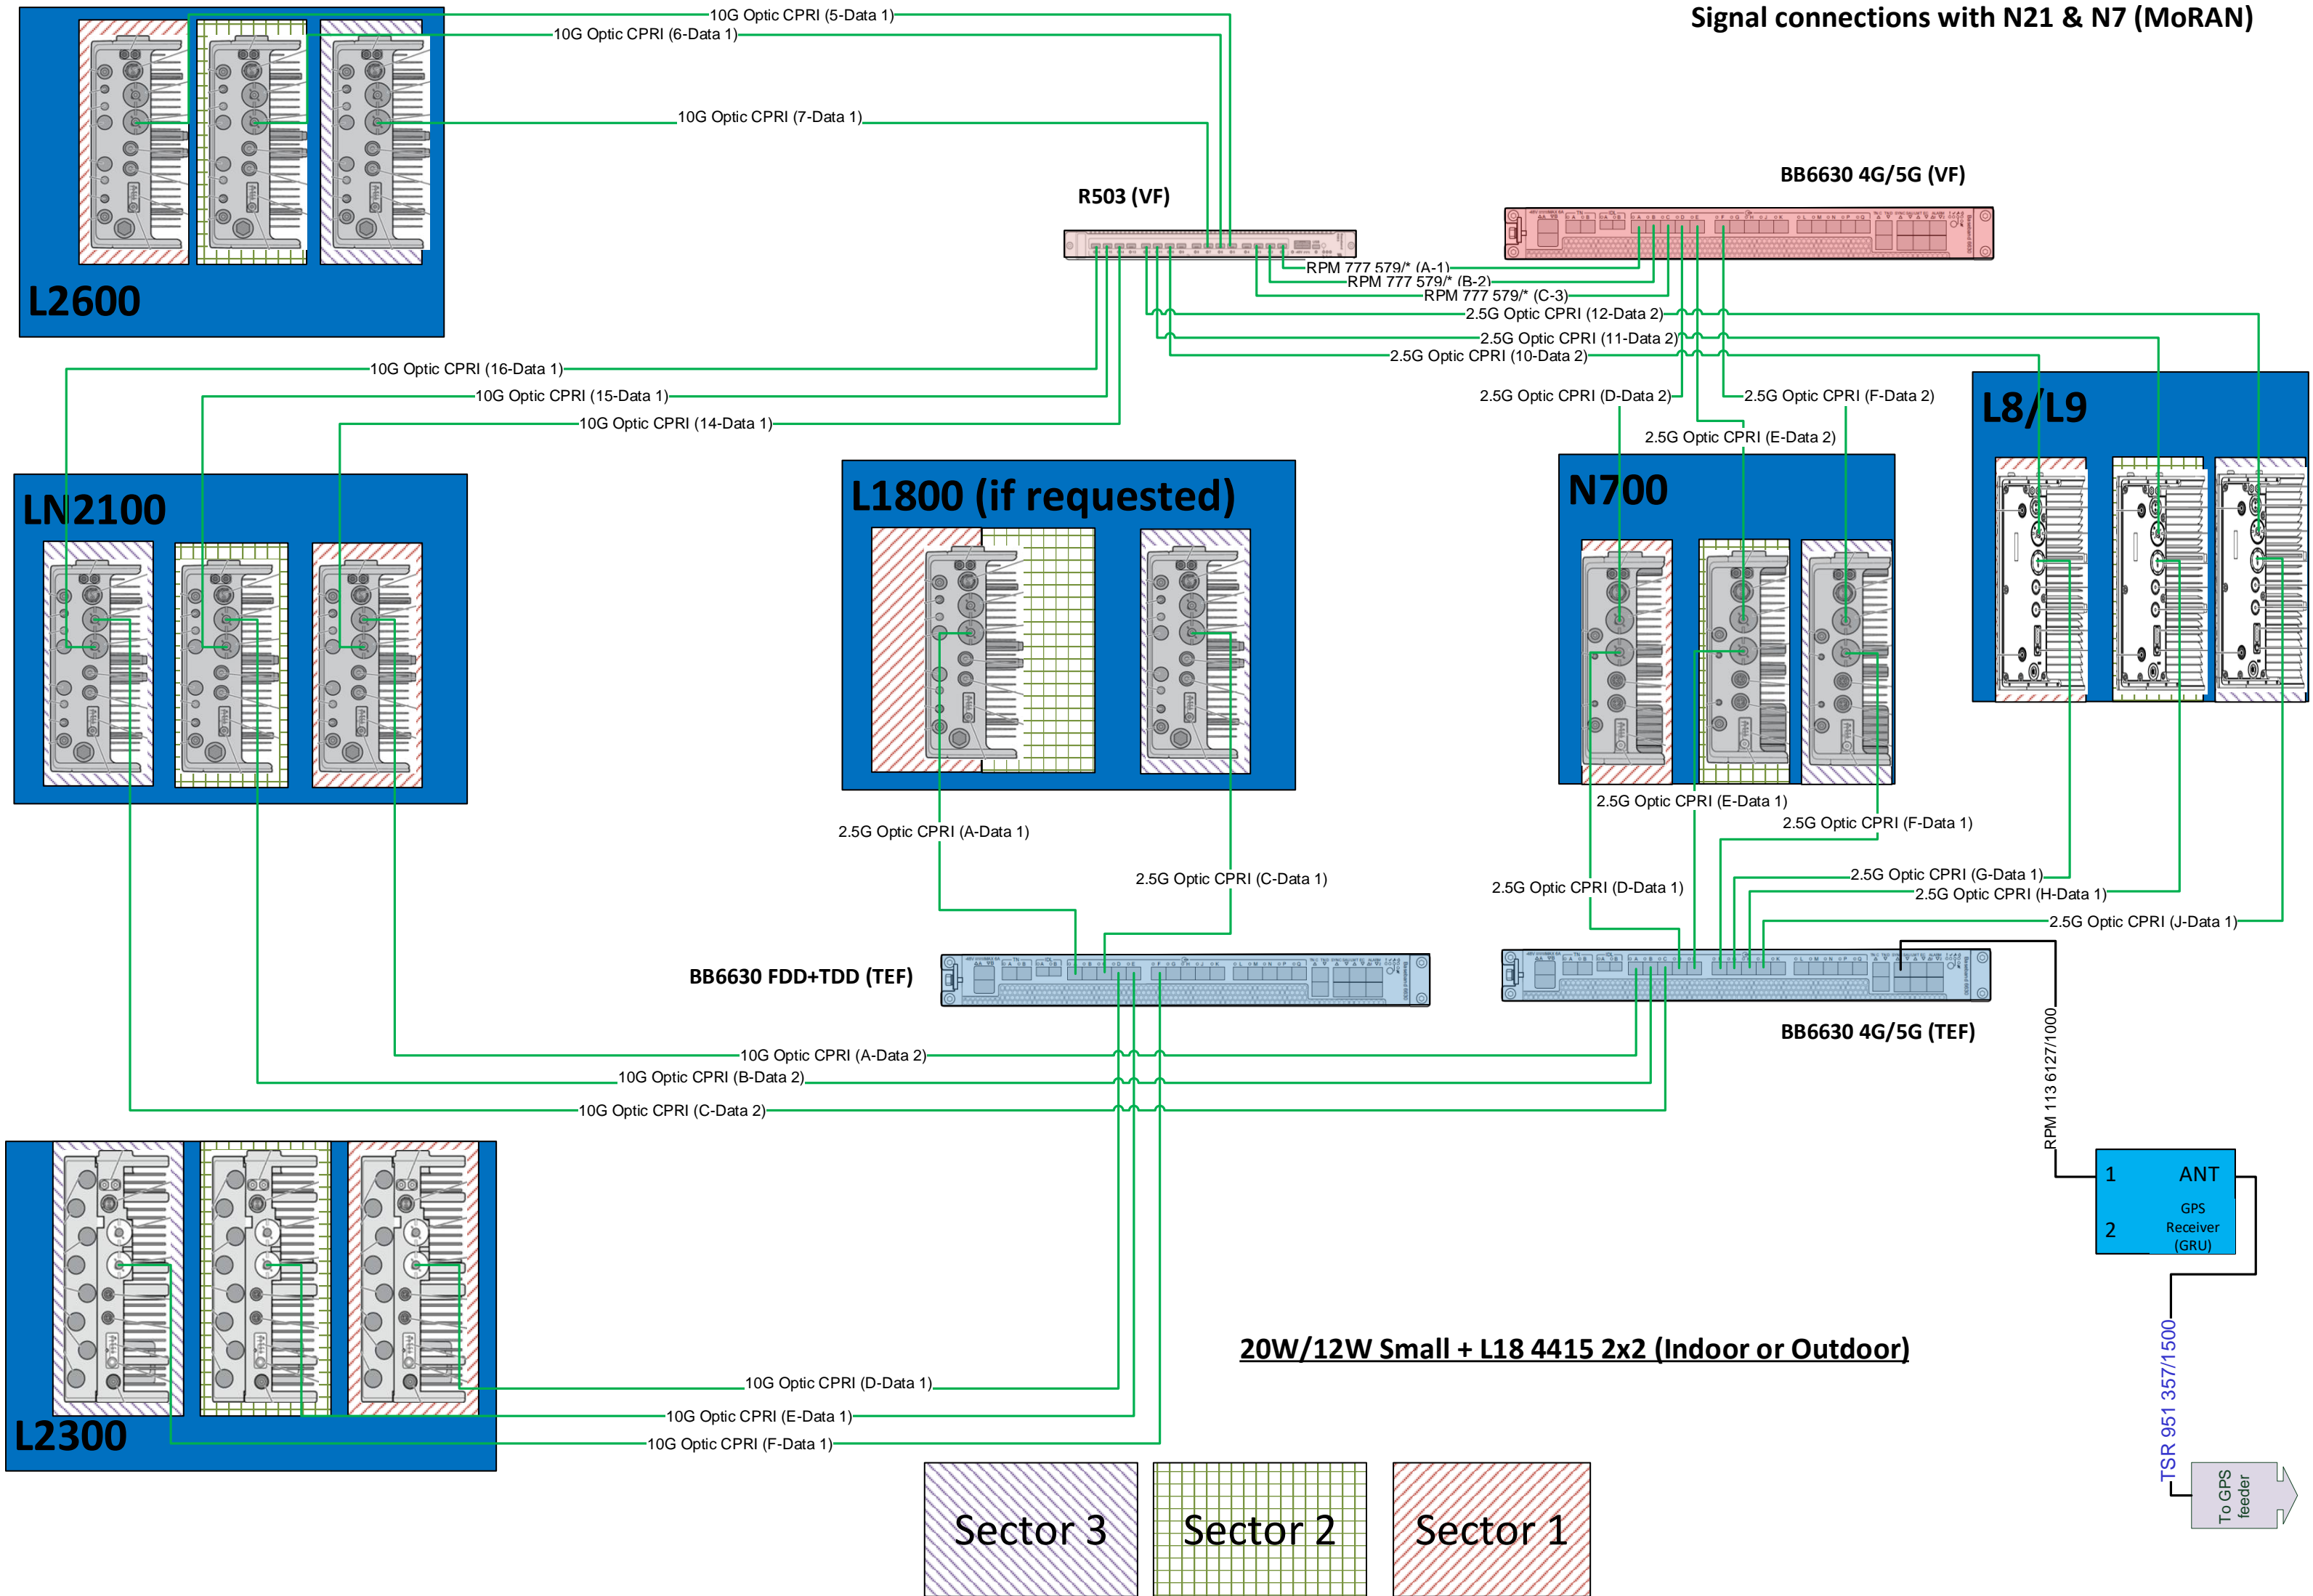 Signal connections with N21 & N7 (MoRAN)
10G Optic CPRI (5-Data 1)
10G Optic CPRI (6-Data 1)
10G Optic CPRI (7-Data 1)
L2600
R503 (VF)
BB6630 4G/5G (VF)
RPM 777 579/* (A-1)
RPM 777 579/* (B-2)
RPM 777 579/* (C-3)
2.5G Optic CPRI (12-Data 2)
2.5G Optic CPRI (11-Data 2)
2.5G Optic CPRI (10-Data 2)
10G Optic CPRI (16-Data 1)
10G Optic CPRI (15-Data 1)
10G Optic CPRI (14-Data 1)
2.5G Optic CPRI (D-Data 2)
2.5G Optic CPRI (F-Data 2)
2.5G Optic CPRI (E-Data 2)
L8/L9
LN2100
L1800 (if requested)
N700
2.5G Optic CPRI (A-Data 1)
2.5G Optic CPRI (C-Data 1)
2.5G Optic CPRI (E-Data 1)
2.5G Optic CPRI (F-Data 1)
2.5G Optic CPRI (D-Data 1)
2.5G Optic CPRI (G-Data 1)
2.5G Optic CPRI (H-Data 1)
2.5G Optic CPRI (J-Data 1)
BB6630 FDD+TDD (TEF)
BB6630 4G/5G (TEF)
10G Optic CPRI (A-Data 2)
10G Optic CPRI (B-Data 2)
10G Optic CPRI (C-Data 2)
RPM 113 6127/1000
1
ANT
2
GPS
Receiver
(GRU)
L2300
10G Optic CPRI (D-Data 1)
10G Optic CPRI (E-Data 1)
10G Optic CPRI (F-Data 1)
20W/12W Small + L18 4415 2x2 (Indoor or Outdoor)
TSR 951 357/1500
To GPS
feeder
Sector 3
Sector 2
Sector 1